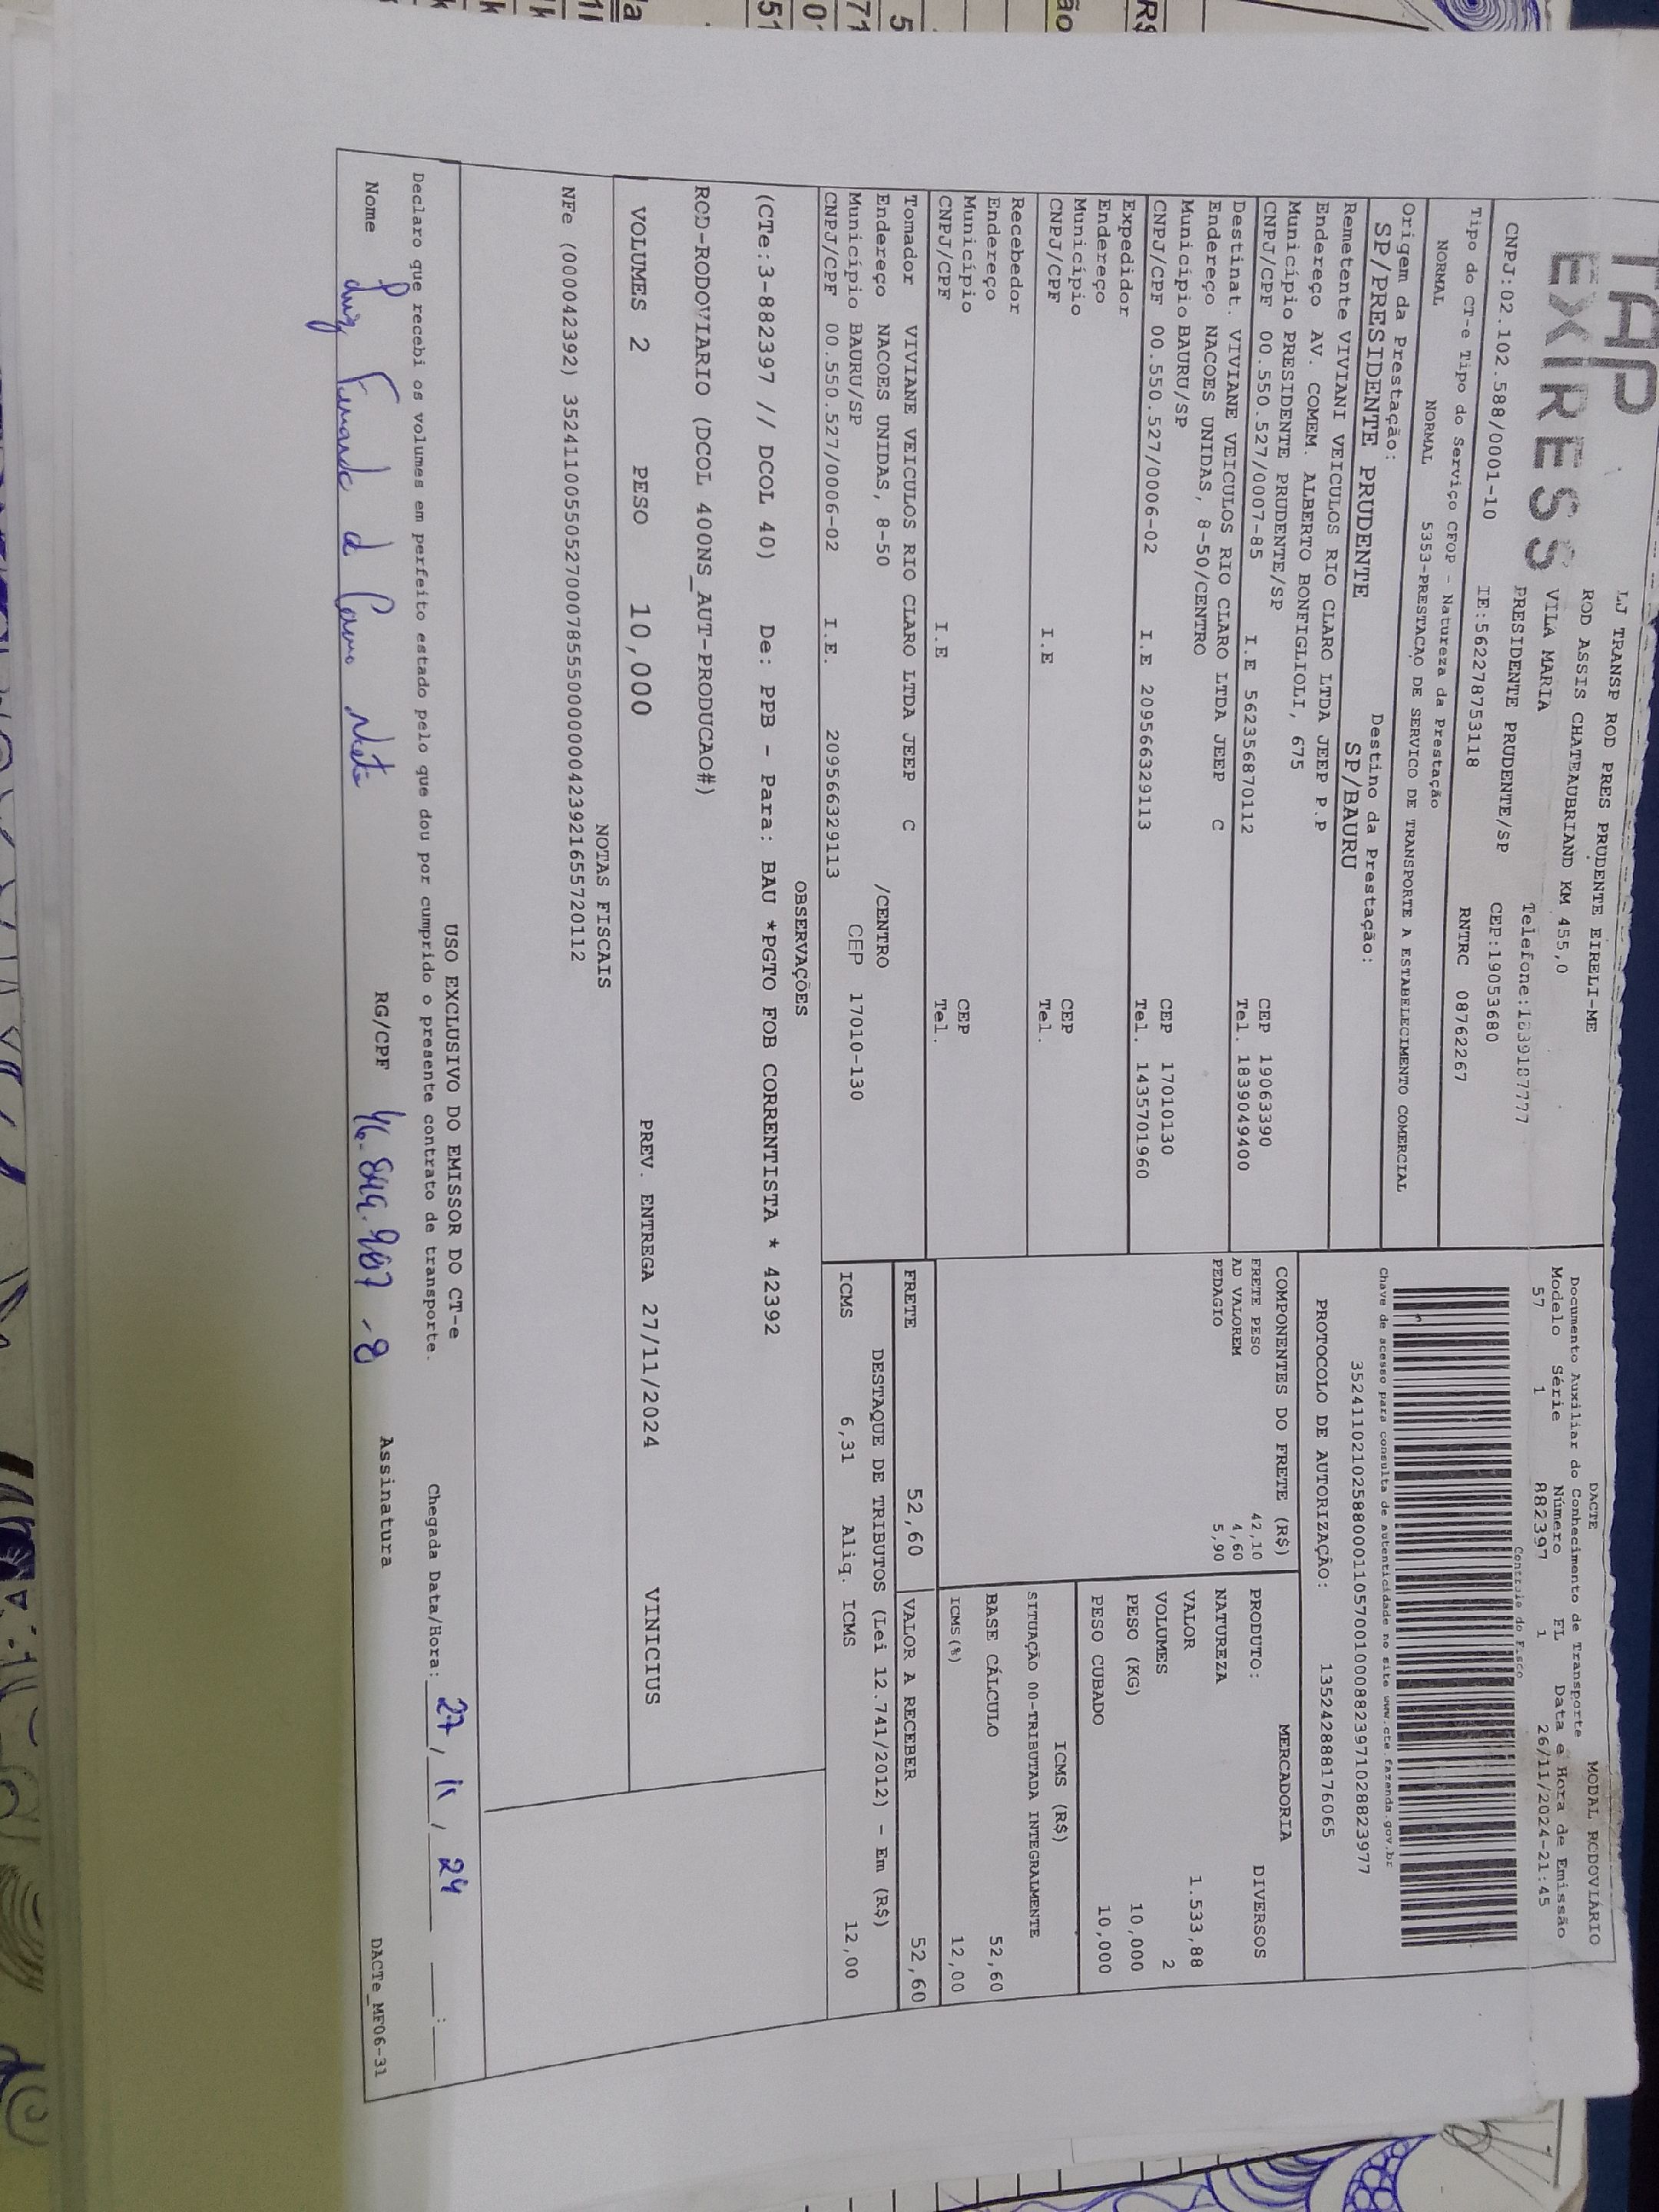 TAP
EXPRESS
LJ TRANSP ROD PRES PRUDENTE EIRELI-ME
ROD ASSIS CHATEAUBRIAND KM 455,0
VILA MARIA
PRESIDENTE PRUDENTE/SP Telefone:1839187777
CNPJ:02.102.588/0001-10 IE:562278753118 CEP:19053680
Tipo do CT-e Tipo do Serviço CFOP - Natureza da Prestação RNTRC 08762267
NORMAL NORMAL 5353-PRESTACAO DE SERVICO DE TRANSPORTE A ESTABELECIMENTO COMERCIAL
Origem da Prestação: Destino da Prestação:
SP/PRESIDENTE PRUDENTE SP/BAURU
Remetente VIVIANI VEICULOS RIO CLARO LTDA JEEP P.P
Endereço AV. COMEM. ALBERTO BONFIGLIOLI, 675
Município PRESIDENTE PRUDENTE/SP CEP 19063390
CNPJ/CPF 00.550.527/0007-85 I.E 562356870112 Tel. 1839049400
Destinat. VIVIANE VEICULOS RIO CLARO LTDA JEEP C
Endereço NACOES UNIDAS, 8-50/CENTRO
Município BAURU/SP CEP 17010130
CNPJ/CPF 00.550.527/0006-02 I.E 209566329113 Tel. 1435701960
Expedidor
Endereço
Município CEP
CNPJ/CPF I.E Tel.
Recebedor
Endereço
Município CEP
CNPJ/CPF I.E Tel.
Tomador VIVIANE VEICULOS RIO CLARO LTDA JEEP C
Endereço NACOES UNIDAS, 8-50 /CENTRO
Município BAURU/SP CEP 17010-130
CNPJ/CPF 00.550.527/0006-02 I.E. 209566329113
DACTE MODAL RODOVIÁRIO
Documento Auxiliar do Conhecimento de Transporte
Modelo Série Número FL Data e Hora de Emissão
57 1 882397 1 26/11/2024-21:45
Controle do Fisco
Chave de acesso para consulta de autenticidade no site www.cte.fazenda.gov.br
35241102102588000110570010008823971028823977
PROTOCOLO DE AUTORIZAÇÃO: 135242888176065
COMPONENTES DO FRETE (R$)
FRETE PESO 42,10
AD VALOREM 4,60
PEDAGIO 5,90
MERCADORIA
PRODUTO: DIVERSOS
NATUREZA
VALOR 1.533,88
VOLUMES 2
PESO (KG) 10,000
PESO CUBADO 10,000
ICMS (R$)
SITUAÇÃO 00-TRIBUTADA INTEGRALMENTE
BASE CÁLCULO 52,60
ICMS(%) 12,00
FRETE 52,60 VALOR A RECEBER 52,60
DESTAQUE DE TRIBUTOS (Lei 12.741/2012) - Em (R$)
ICMS 6,31 Aliq. ICMS 12,00
OBSERVAÇÕES
(CTe:3-882397 // DCOL 40) De: PPB - Para: BAU *PGTO FOB CORRENTISTA * 42392
ROD-RODOVIARIO (DCOL 400NS_AUT-PRODUCAO#)
VOLUMES 2 PESO 10,000 PREV. ENTREGA 27/11/2024 VINICIUS
NOTAS FISCAIS
NFe (000042392) 35241100550527000785550000000423921655720112
USO EXCLUSIVO DO EMISSOR DO CT-e
Declaro que recebi os volumes em perfeito estado pelo que dou por cumprido o presente contrato de transporte. Chegada Data/Hora: 27/11/24 :
Nome Luiz Fernando d Neto RG/CPF 46.849.907-8 Assinatura
DACTe_MF06-31